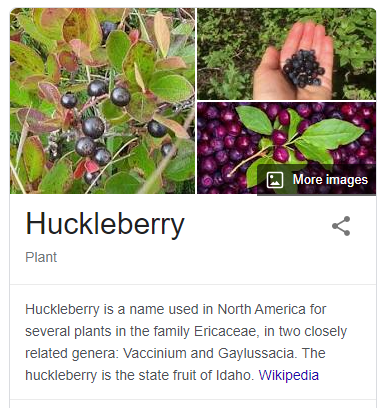 More images
Huckleberry
Plant
Huckleberry is a name used in North America for
several plants in the family Ericaceae, in two closely
related genera: Vaccinium and Gaylussacia. The
huckleberry is the state fruit of Idaho. Wikipedia